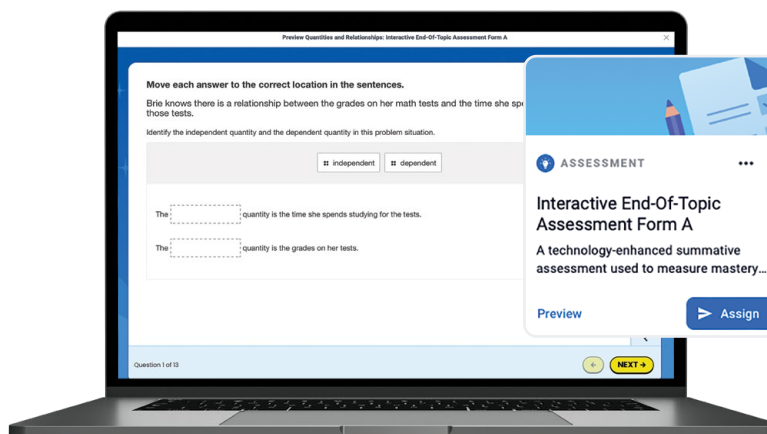 Preview Quantities and Relationships: Interactive End-Of-Topic Assessment Form A
Move each answer to the correct location in the sentences.
Brie knows there is a relationship between the grades on her math tests and the time she
those tests.
Identify the independent quantity and the dependent quantity in this problem situation.
independent
dependent
The quantity is the time she spends studying for the tests.
The quantity is the grades on her tests.
Question 1 of 13
NEXT
ASSESSMENT
Interactive End-Of-Topic
Assessment Form A
A technology-enhanced summative
assessment used to measure mastery...
Preview
Assign